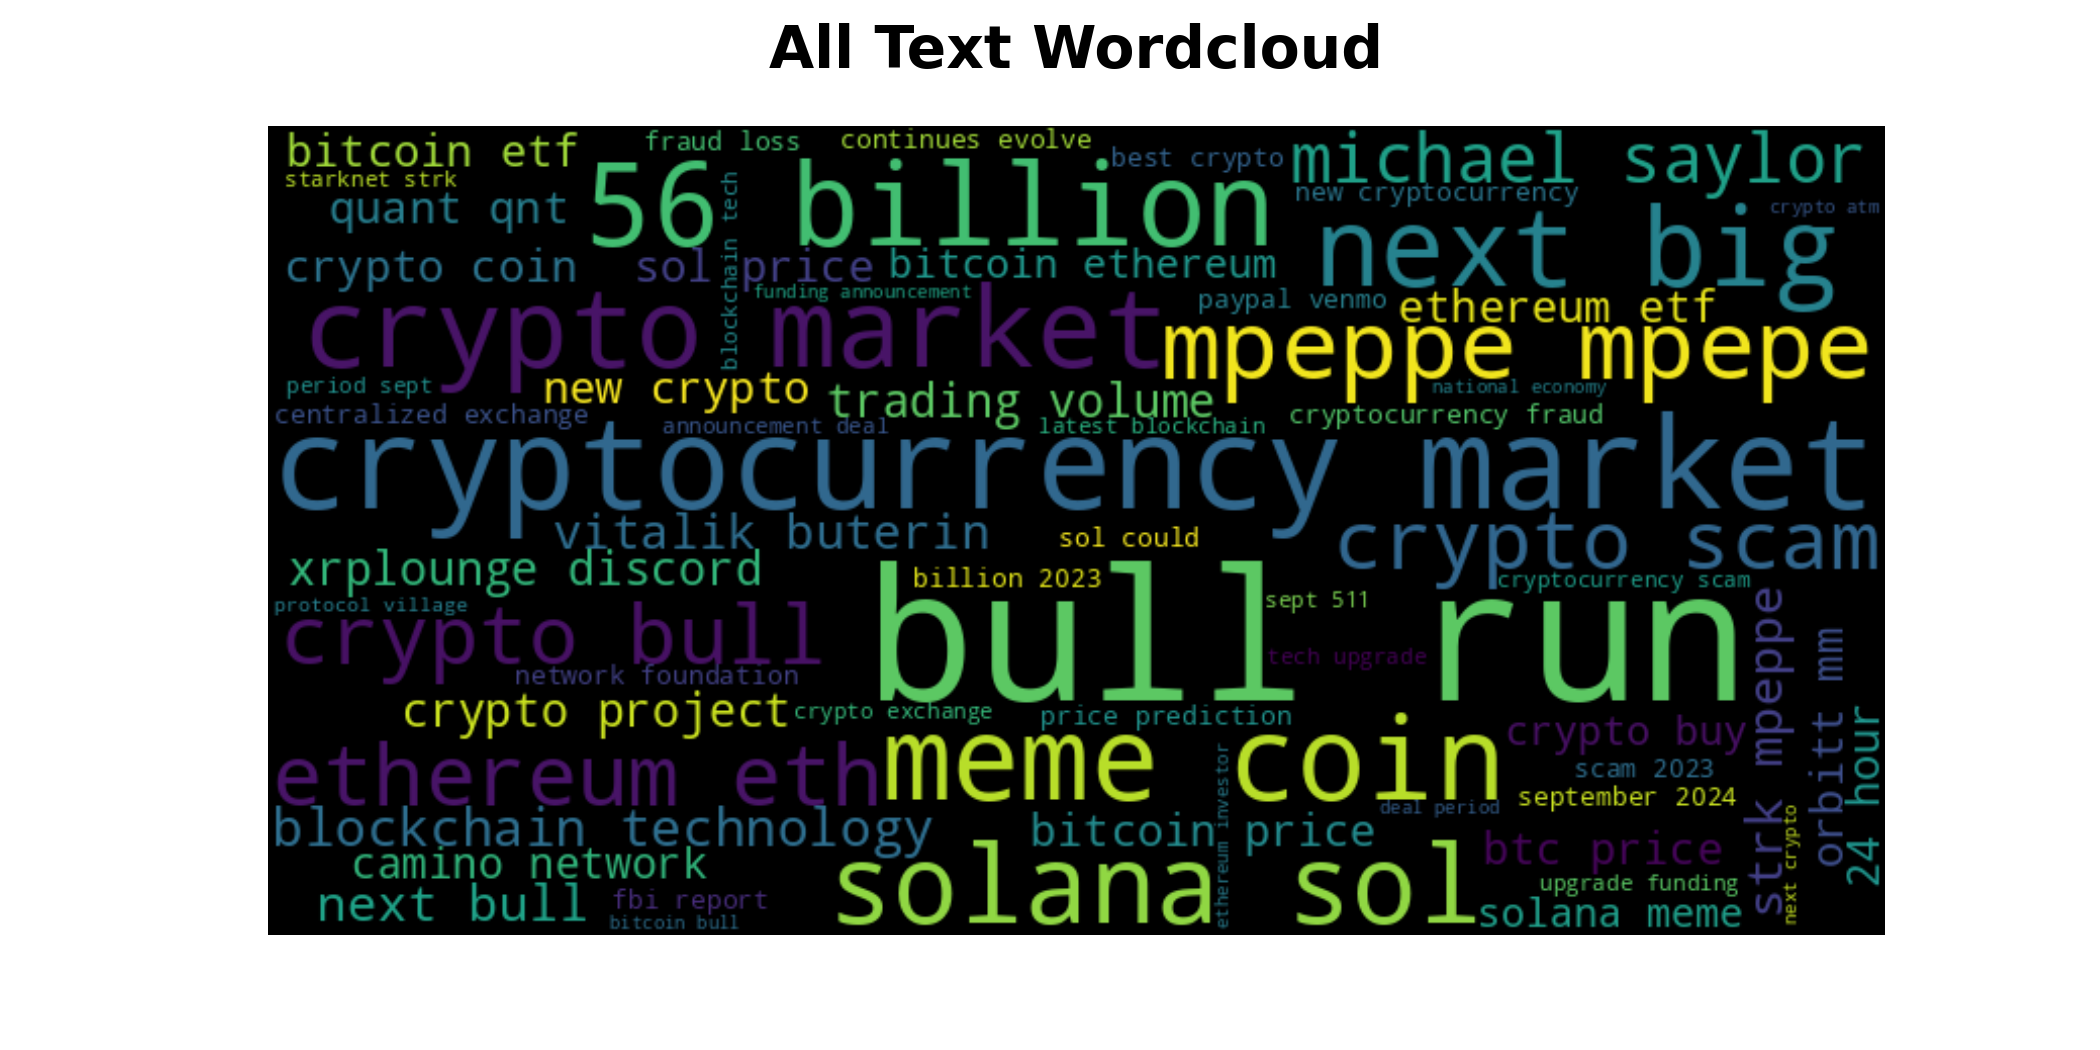 All Text Wordcloud
bitcoin etf
fraud loss
continues evolve
best crypto
michael saylor
starknet strk
quant qnt
56 billion
blockchain tech
new cryptocurrency
crypto atm
next big
crypto coin
sol price
bitcoin ethereum
funding announcement
paypal venmo
ethereum etf
crypto market
mpeppe mpepe
period sept
new crypto
trading volume
national economy
centralized exchange
announcement deal
latest blockchain
cryptocurrency fraud
cryptocurrency market
vitalik buterin
sol could
crypto scam
xrplounge discord
billion 2023
cryptocurrency scam
protocol village
bull run
sept 511
crypto bull
tech upgrade
network foundation
strk mpeppe
orbitt mm
crypto project
crypto exchange
price prediction
crypto buy
24 hour
ethereum eth
meme coin
ethereum investor
scam 2023
september 2024
deal period
next crypto
blockchain technology
bitcoin price
btc price
camino network
solana sol
upgrade funding
next bull
fbi report
solana meme
bitcoin bull